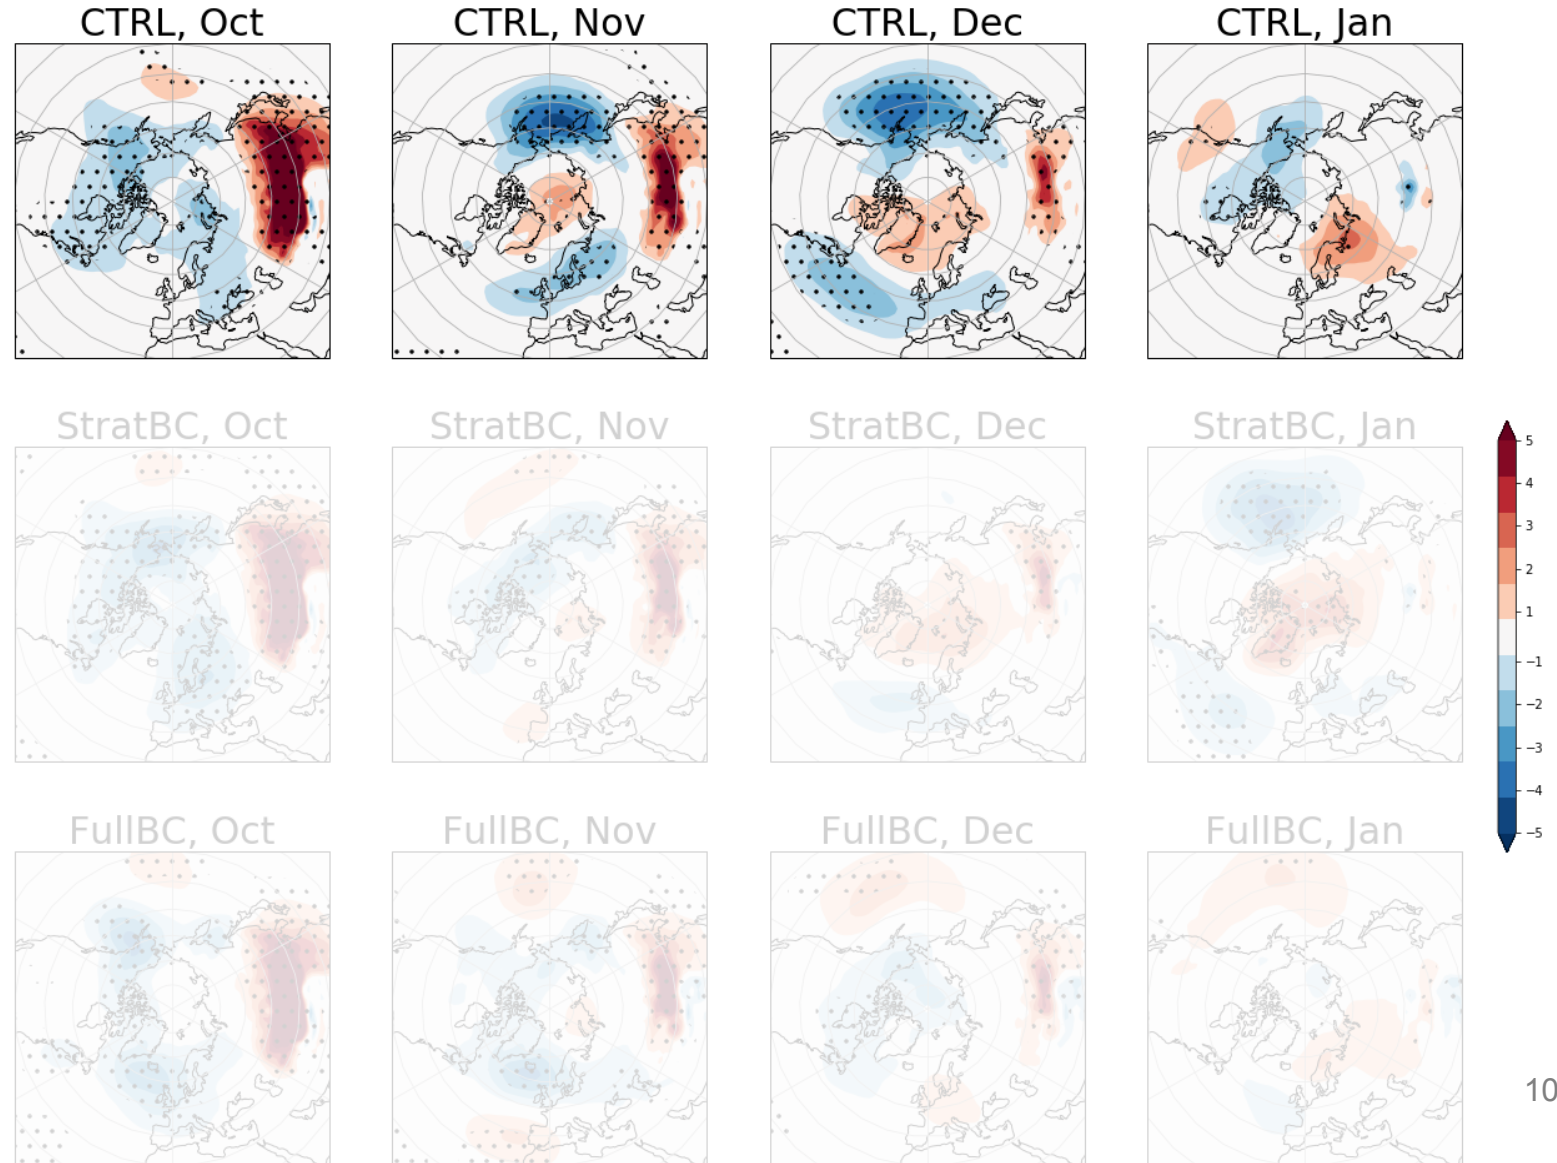 CTRL, Oct
CTRL, Nov
CTRL, Dec
CTRL, Jan
StratBC, Oct
StratBC, Nov
StratBC, Dec
StratBC, Jan
5
4
3
2
1
−1
−2
−3
−4
−5
FullBC, Oct
FullBC, Nov
FullBC, Dec
FullBC, Jan
10